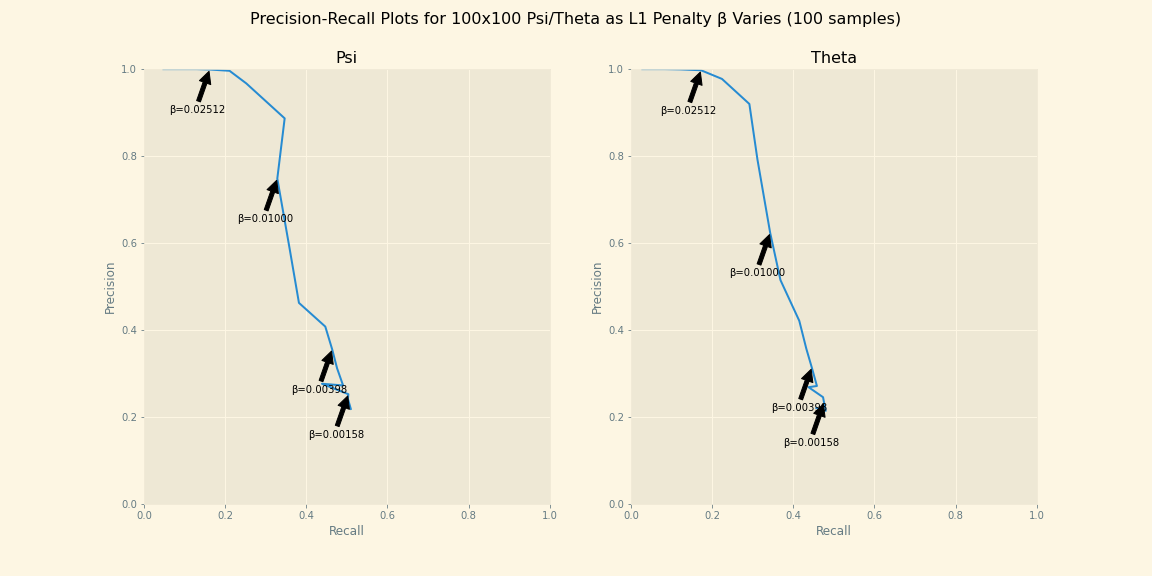 Precision-Recall Plots for 100x100 Psi/Theta as L1 Penalty β Varies (100 samples)
Psi
1.0
0.8
0.6
0.4
0.2
0.0
Precision
β=0.02512
β=0.01000
β=0.00398
β=0.00158
0.0 0.2 0.4 0.6 0.8 1.0
Recall
Theta
1.0
0.8
0.6
0.4
0.2
0.0
Precision
β=0.02512
β=0.01000
β=0.00398
β=0.00158
0.0 0.2 0.4 0.6 0.8 1.0
Recall